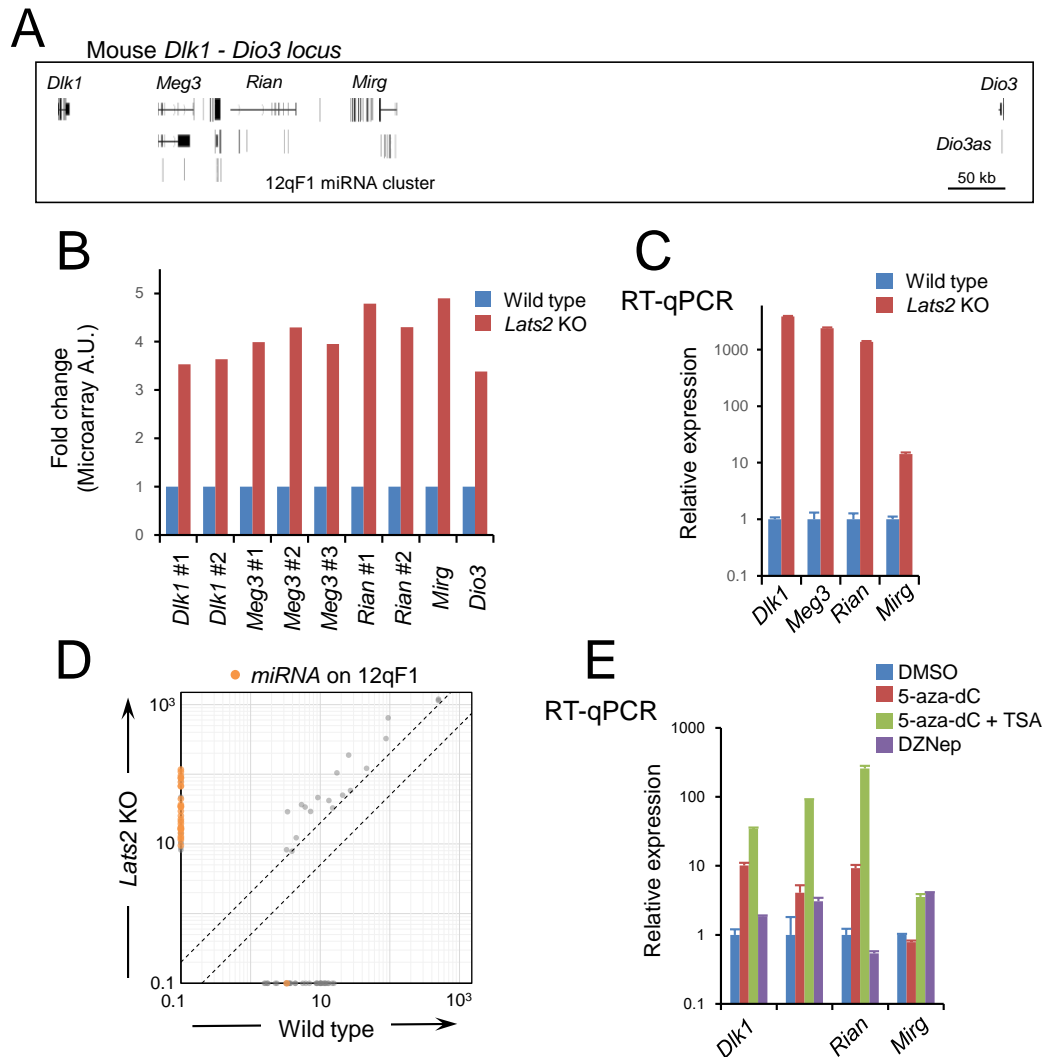 A
Mouse Dlk1 - Dio3 locus
Dlk1 Meg3 Rian Mirg Dio3
Dio3as
12qF1 miRNA cluster
50 kb
B
Fold change
(Microarray A.U.)
5
4
3
2
1
0
Wild type
Lats2 KO
Dlk1 #1
Dlk1 #2
Meg3 #1
Meg3 #2
Meg3 #3
Rian #1
Rian #2
Mirg
Dio3
C
RT-qPCR
Wild type
Lats2 KO
Relative expression
1000
100
10
1
0.1
Dlk1
Meg3
Rian
Mirg
D
miRNA on 12qF1
Lats2 KO
10³
10
0.1
0.1 10 10³
Wild type
E
RT-qPCR
DMSO
5-aza-dC
5-aza-dC + TSA
DZNep
Relative expression
1000
100
10
1
0.1
Dlk1
Rian
Mirg